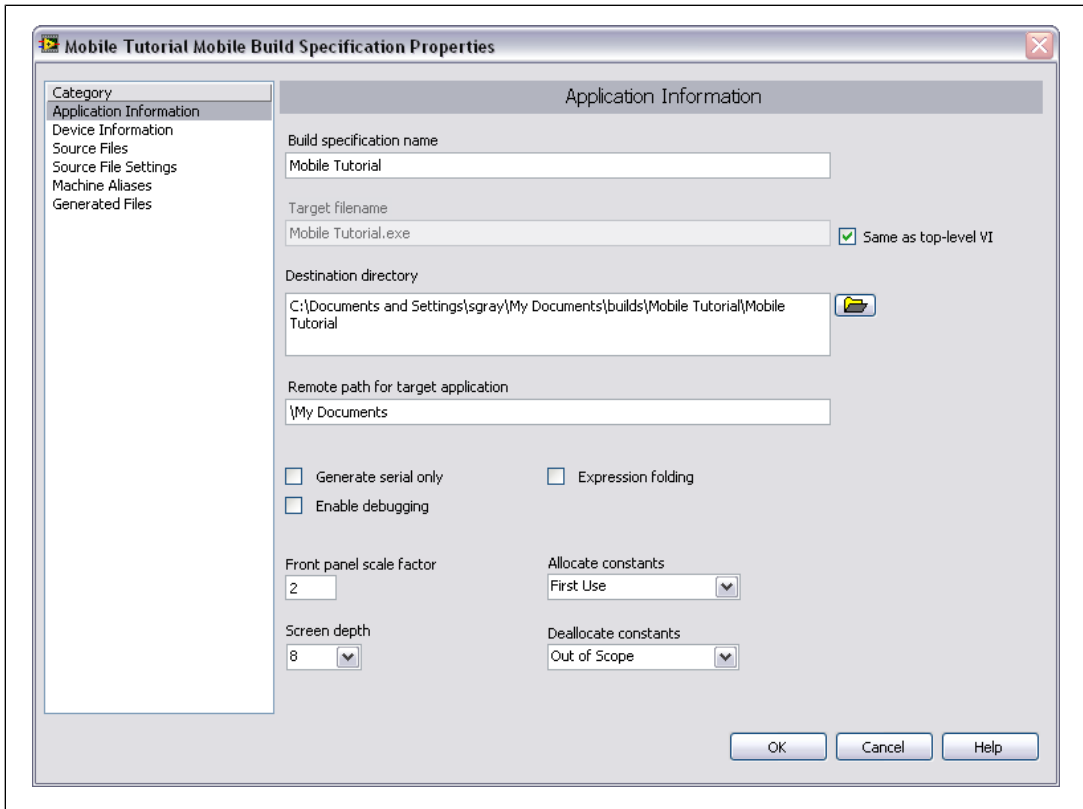 Mobile Tutorial Mobile Build Specification Properties
Category
Application Information
Device Information
Source Files
Source File Settings
Machine Aliases
Generated Files
Application Information
Build specification name
Mobile Tutorial
Target filename
Mobile Tutorial.exe
Same as top-level VI
Destination directory
C:\Documents and Settings\sgray\My Documents\builds\Mobile Tutorial\Mobile
Tutorial
Remote path for target application
\My Documents
Generate serial only
Expression folding
Enable debugging
Front panel scale factor
2
Allocate constants
First Use
Screen depth
8
Deallocate constants
Out of Scope
OK
Cancel
Help